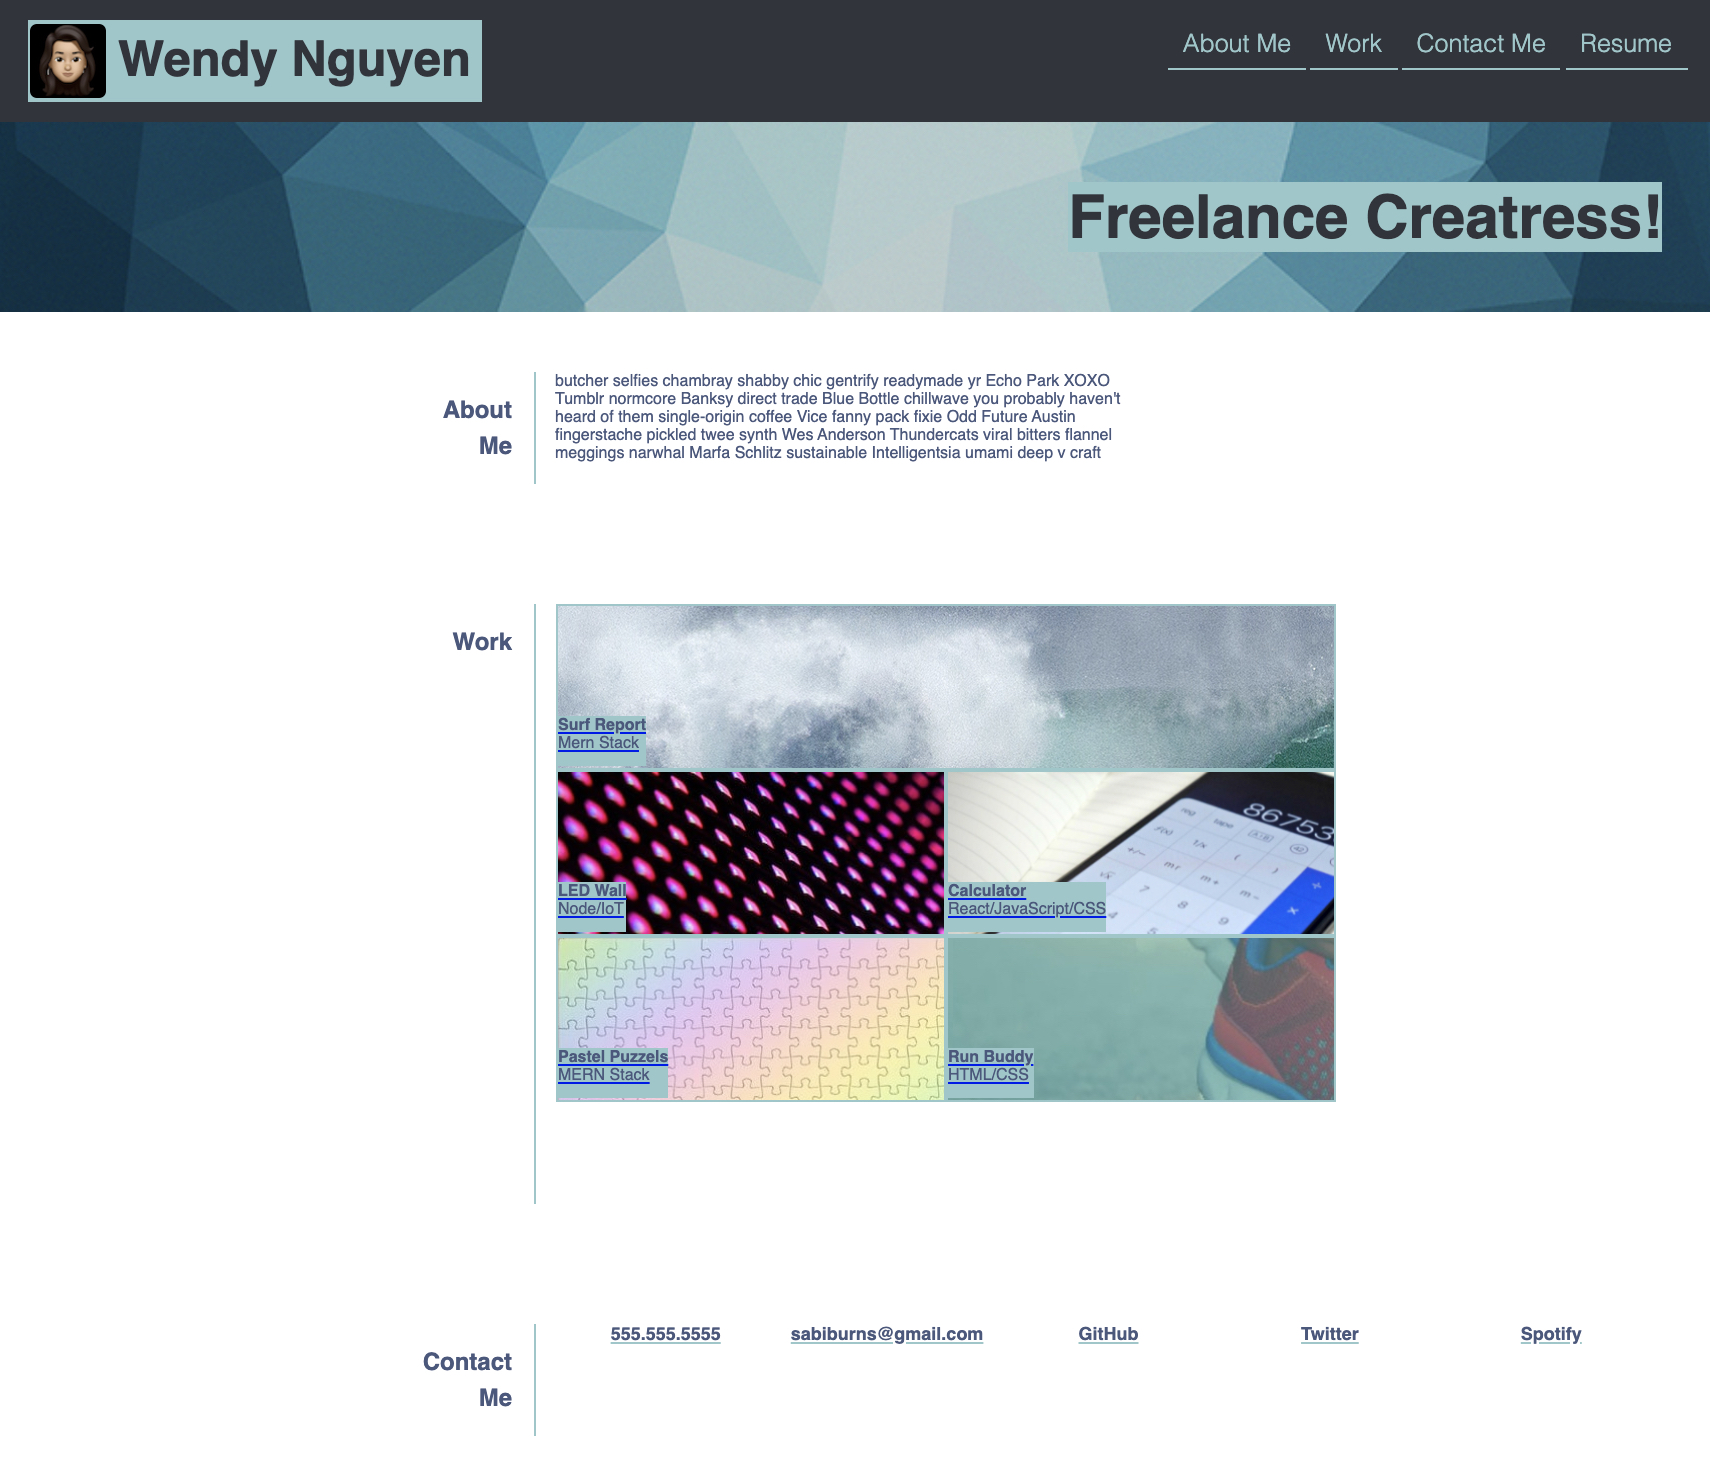 Wendy Nguyen
About Me
Work
Contact Me
Resume
Freelance Creatress!
About
Me
butcher selfies chambray shabby chic gentrify readymade yr Echo Park XOXO
Tumblr normcore Banksy direct trade Blue Bottle chillwave you probably haven't
heard of them single-origin coffee Vice fanny pack fixie Odd Future Austin
fingerstache pickled twee synth Wes Anderson Thundercats viral bitters flannel
meggings narwhal Marfa Schlitz sustainable Intelligentsia umami deep v craft
Work
Surf Report
Mern Stack
LED Wall
Node/IoT
86753
Calculator
React/JavaScript/CSS
Pastel Puzzels
MERN Stack
Run Buddy
HTML/CSS
Contact
Me
555.555.5555
sabiburns@gmail.com
GitHub
Twitter
Spotify